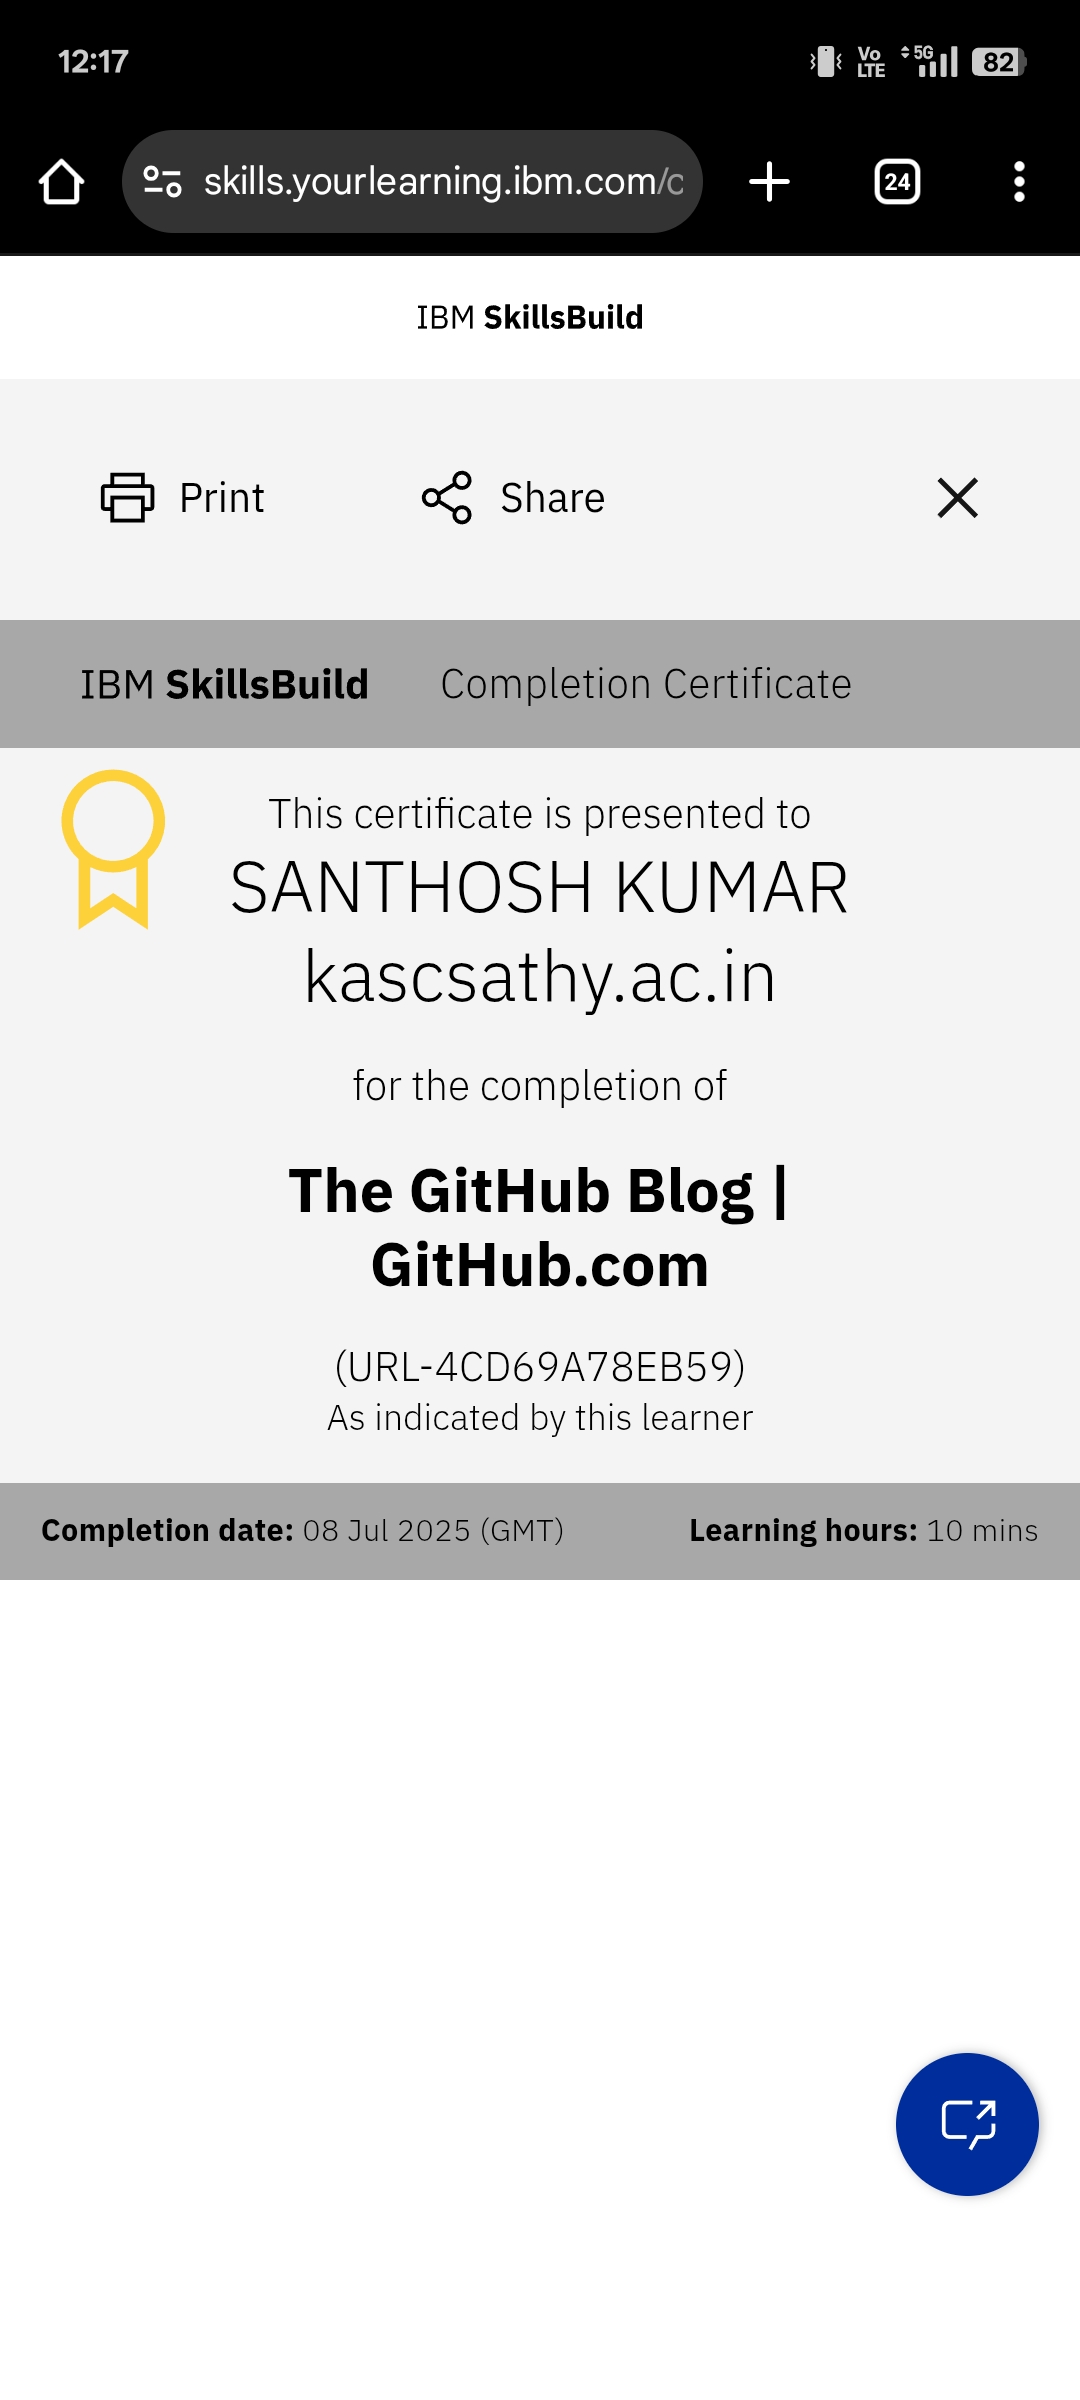 12:17
Vo LTE 5G 82
skills.yourlearning.ibm.com/c
24
IBM SkillsBuild
Print Share
IBM SkillsBuild Completion Certificate
This certificate is presented to
SANTHOSH KUMAR
kascsathy.ac.in
for the completion of
The GitHub Blog |
GitHub.com
(URL-4CD69A78EB59)
As indicated by this learner
Completion date: 08 Jul 2025 (GMT) Learning hours: 10 mins